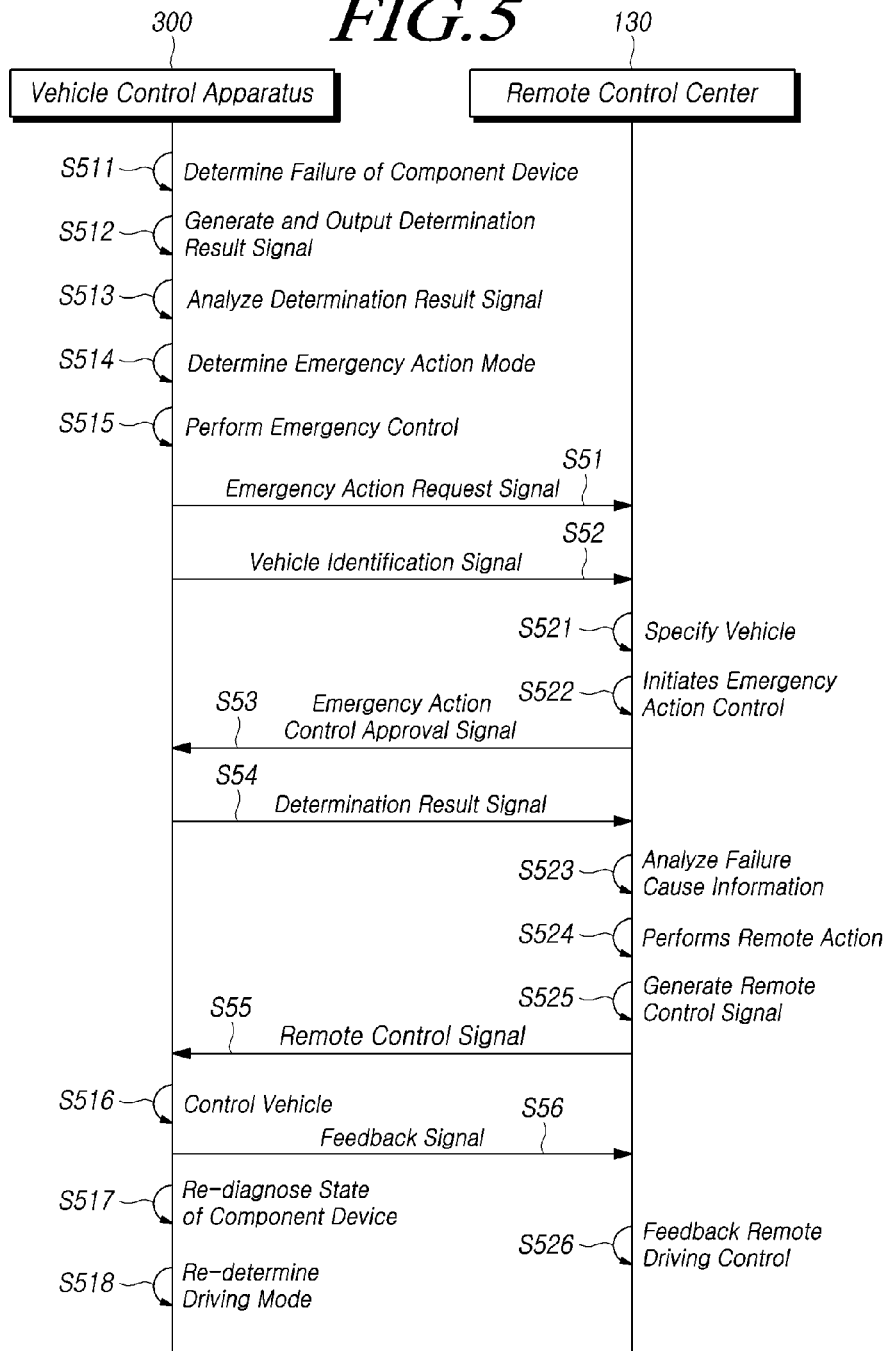 FIG.5
300
130
Vehicle Control Apparatus
Remote Control Center
S511
Determine Failure of Component Device
S512
Generate and Output Determination
Result Signal
S513
Analyze Determination Result Signal
S514
Determine Emergency Action Mode
S515
Perform Emergency Control
S51
Emergency Action Request Signal
S52
Vehicle Identification Signal
S521
Specify Vehicle
S522
Initiates Emergency
Action Control
S53
Emergency Action
Control Approval Signal
S54
Determination Result Signal
S523
Analyze Failure
Cause Information
S524
Performs Remote Action
S525
Generate Remote
Control Signal
S55
Remote Control Signal
S516
Control Vehicle
S56
Feedback Signal
S517
Re-diagnose State
of Component Device
S526
Feedback Remote
Driving Control
S518
Re-determine
Driving Mode